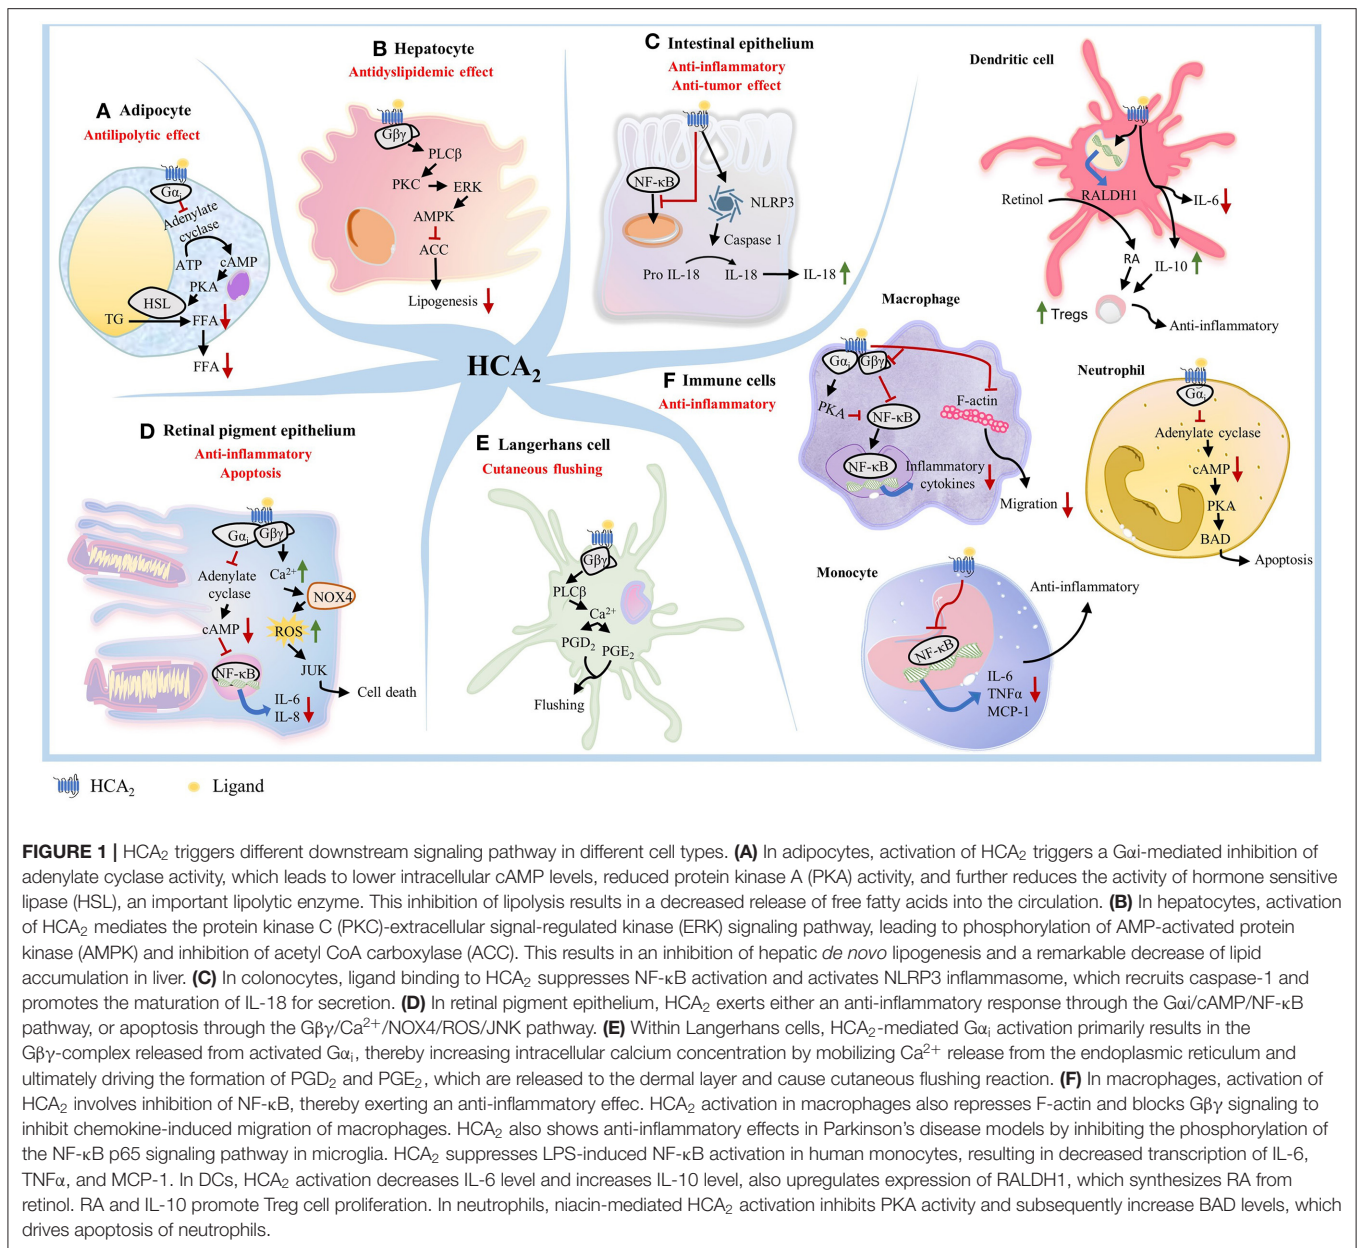 A Adipocyte
Antilipolytic effect
Gαi
Adenylate
cyclase
ATP
cAMP
PKA
HSL
TG
FFA
FFA
B Hepatocyte
Antidyslipidemic effect
Gβγ
PLCβ
PKC
ERK
AMPK
ACC
Lipogenesis
C Intestinal epithelium
Anti-inflammatory
Anti-tumor effect
NF-κB
NLRP3
Caspase 1
Pro IL-18
IL-18
IL-18
Dendritic cell
RALDH1
Retinol
IL-6
RA
IL-10
Tregs
Anti-inflammatory
HCA2
D Retinal pigment epithelium
Anti-inflammatory
Apoptosis
Gαi
Gβγ
Adenylate
cyclase
Ca2+
NOX4
cAMP
ROS
NF-κB
JUK
Cell death
IL-6
IL-8
E Langerhans cell
Cutaneous flushing
Gβγ
PLCβ
Ca2+
PGD2
PGE2
Flushing
F Immune cells
Anti-inflammatory
Macrophage
Gαi
Gβγ
PKA
NF-κB
F-actin
NF-κB
Inflammatory
cytokines
Migration
Neutrophil
Gαi
Adenylate cyclase
cAMP
PKA
BAD
Apoptosis
Monocyte
Anti-inflammatory
NF-κB
IL-6
TNFα
MCP-1
HCA2
Ligand
FIGURE 1 | HCA2 triggers different downstream signaling pathway in different cell types. (A) In adipocytes, activation of HCA2 triggers a Gαi-mediated inhibition of
adenylate cyclase activity, which leads to lower intracellular cAMP levels, reduced protein kinase A (PKA) activity, and further reduces the activity of hormone sensitive
lipase (HSL), an important lipolytic enzyme. This inhibition of lipolysis results in a decreased release of free fatty acids into the circulation. (B) In hepatocytes, activation
of HCA2 mediates the protein kinase C (PKC)-extracellular signal-regulated kinase (ERK) signaling pathway, leading to phosphorylation of AMP-activated protein
kinase (AMPK) and inhibition of acetyl CoA carboxylase (ACC). This results in an inhibition of hepatic de novo lipogenesis and a remarkable decrease of lipid
accumulation in liver. (C) In colonocytes, ligand binding to HCA2 suppresses NF-κB activation and activates NLRP3 inflammasome, which recruits caspase-1 and
promotes the maturation of IL-18 for secretion. (D) In retinal pigment epithelium, HCA2 exerts either an anti-inflammatory response through the Gαi/cAMP/NF-κB
pathway, or apoptosis through the Gβγ/Ca2+/NOX4/ROS/JNK pathway. (E) Within Langerhans cells, HCA2-mediated Gαi activation primarily results in the
Gβγ-complex released from activated Gαi, thereby increasing intracellular calcium concentration by mobilizing Ca2+ release from the endoplasmic reticulum and
ultimately driving the formation of PGD2 and PGE2, which are released to the dermal layer and cause cutaneous flushing reaction. (F) In macrophages, activation of
HCA2 involves inhibition of NF-κB, thereby exerting an anti-inflammatory effec. HCA2 activation in macrophages also represses F-actin and blocks Gβγ signaling to
inhibit chemokine-induced migration of macrophages. HCA2 also shows anti-inflammatory effects in Parkinson's disease models by inhibiting the phosphorylation of
the NF-κB p65 signaling pathway in microglia. HCA2 suppresses LPS-induced NF-κB activation in human monocytes, resulting in decreased transcription of IL-6,
TNFα, and MCP-1. In DCs, HCA2 activation decreases IL-6 level and increases IL-10 level, also upregulates expression of RALDH1, which synthesizes RA from
retinol. RA and IL-10 promote Treg cell proliferation. In neutrophils, niacin-mediated HCA2 activation inhibits PKA activity and subsequently increase BAD levels, which
drives apoptosis of neutrophils.